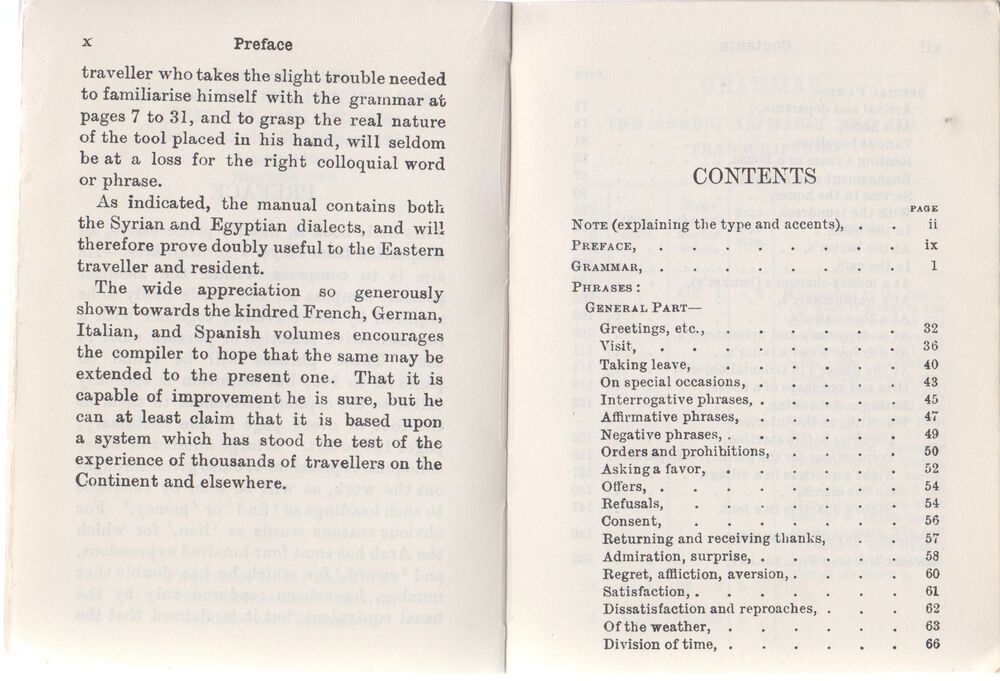 x
Preface
traveller who takes the slight trouble needed
to familiarise himself with the grammar at
pages 7 to 31, and to grasp the real nature
of the tool placed in his hand, will seldom
be at a loss for the right colloquial word
or phrase.
As indicated, the manual contains both
the Syrian and Egyptian dialects, and will
therefore prove doubly useful to the Eastern
traveller and resident.
The wide appreciation so generously
shown towards the kindred French, German,
Italian, and Spanish volumes encourages
the compiler to hope that the same may be
extended to the present one. That it is
capable of improvement he is sure, but he
can at least claim that it is based upon
a system which has stood the test of the
experience of thousands of travellers on the
Continent and elsewhere.
CONTENTS
PAGE
NOTE (explaining the type and accents), . . ii
PREFACE, . . . . . . . ix
GRAMMAR, . . . . . . . 1
PHRASES :
GENERAL PART—
Greetings, etc., . . . . . . 32
Visit, . . . . . . . 36
Taking leave, . . . . . . 40
On special occasions, . . . . . 43
Interrogative phrases, . . . . . 45
Affirmative phrases, . . . . . 47
Negative phrases, . . . . . . 49
Orders and prohibitions, . . . . 50
Asking a favor, . . . . . . 52
Offers, . . . . . . . 54
Refusals, . . . . . . 54
Consent, . . . . . . 56
Returning and receiving thanks, . . . 57
Admiration, surprise, . . . . . 58
Regret, affliction, aversion, . . . . 60
Satisfaction, . . . . . . 61
Dissatisfaction and reproaches, . . . 62
Of the weather, . . . . . . 63
Division of time, . . . . . . 66